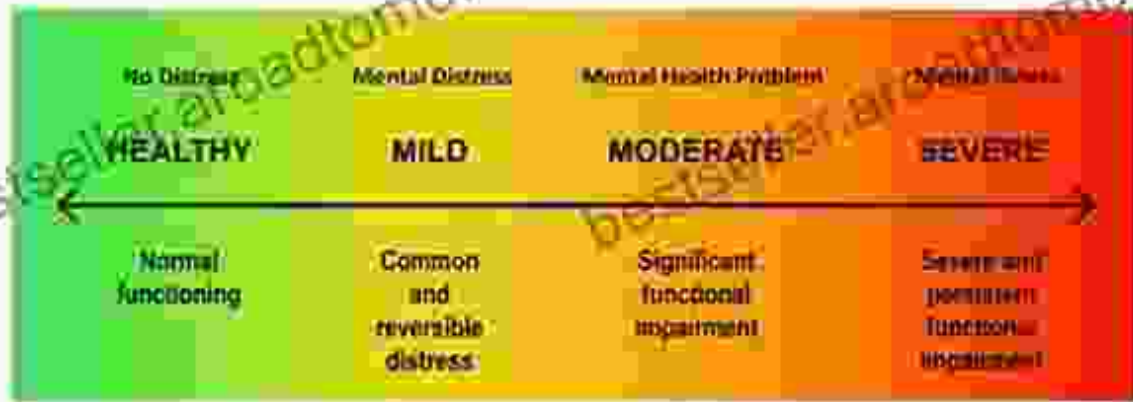 No Distress
Mental Distress
Mental Health Problem
Mental Illness
HEALTHY
MILD
MODERATE
SEVERE
Normal
functioning
Common
and
reversible
distress
Significant
functional
impairment
Severe and
persistent
functional
impairment